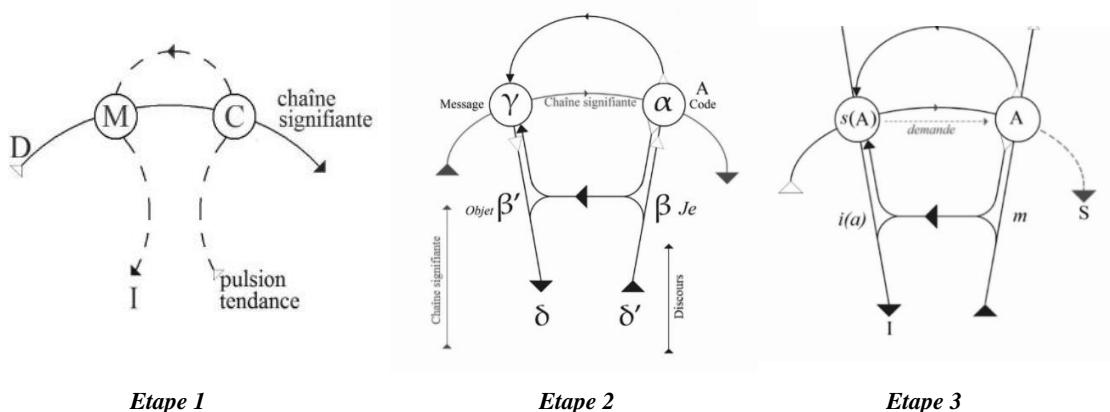 D
M
C
chaîne
signifiante
I
pulsion
tendance
Etape 1
Message
γ
Chaîne signifiante
α
A
Code
Objet β'
β Je
Chaîne signifiante
Discours
δ
δ'
Etape 2
s(A)
demande
A
i(a)
m
S
I
Etape 3